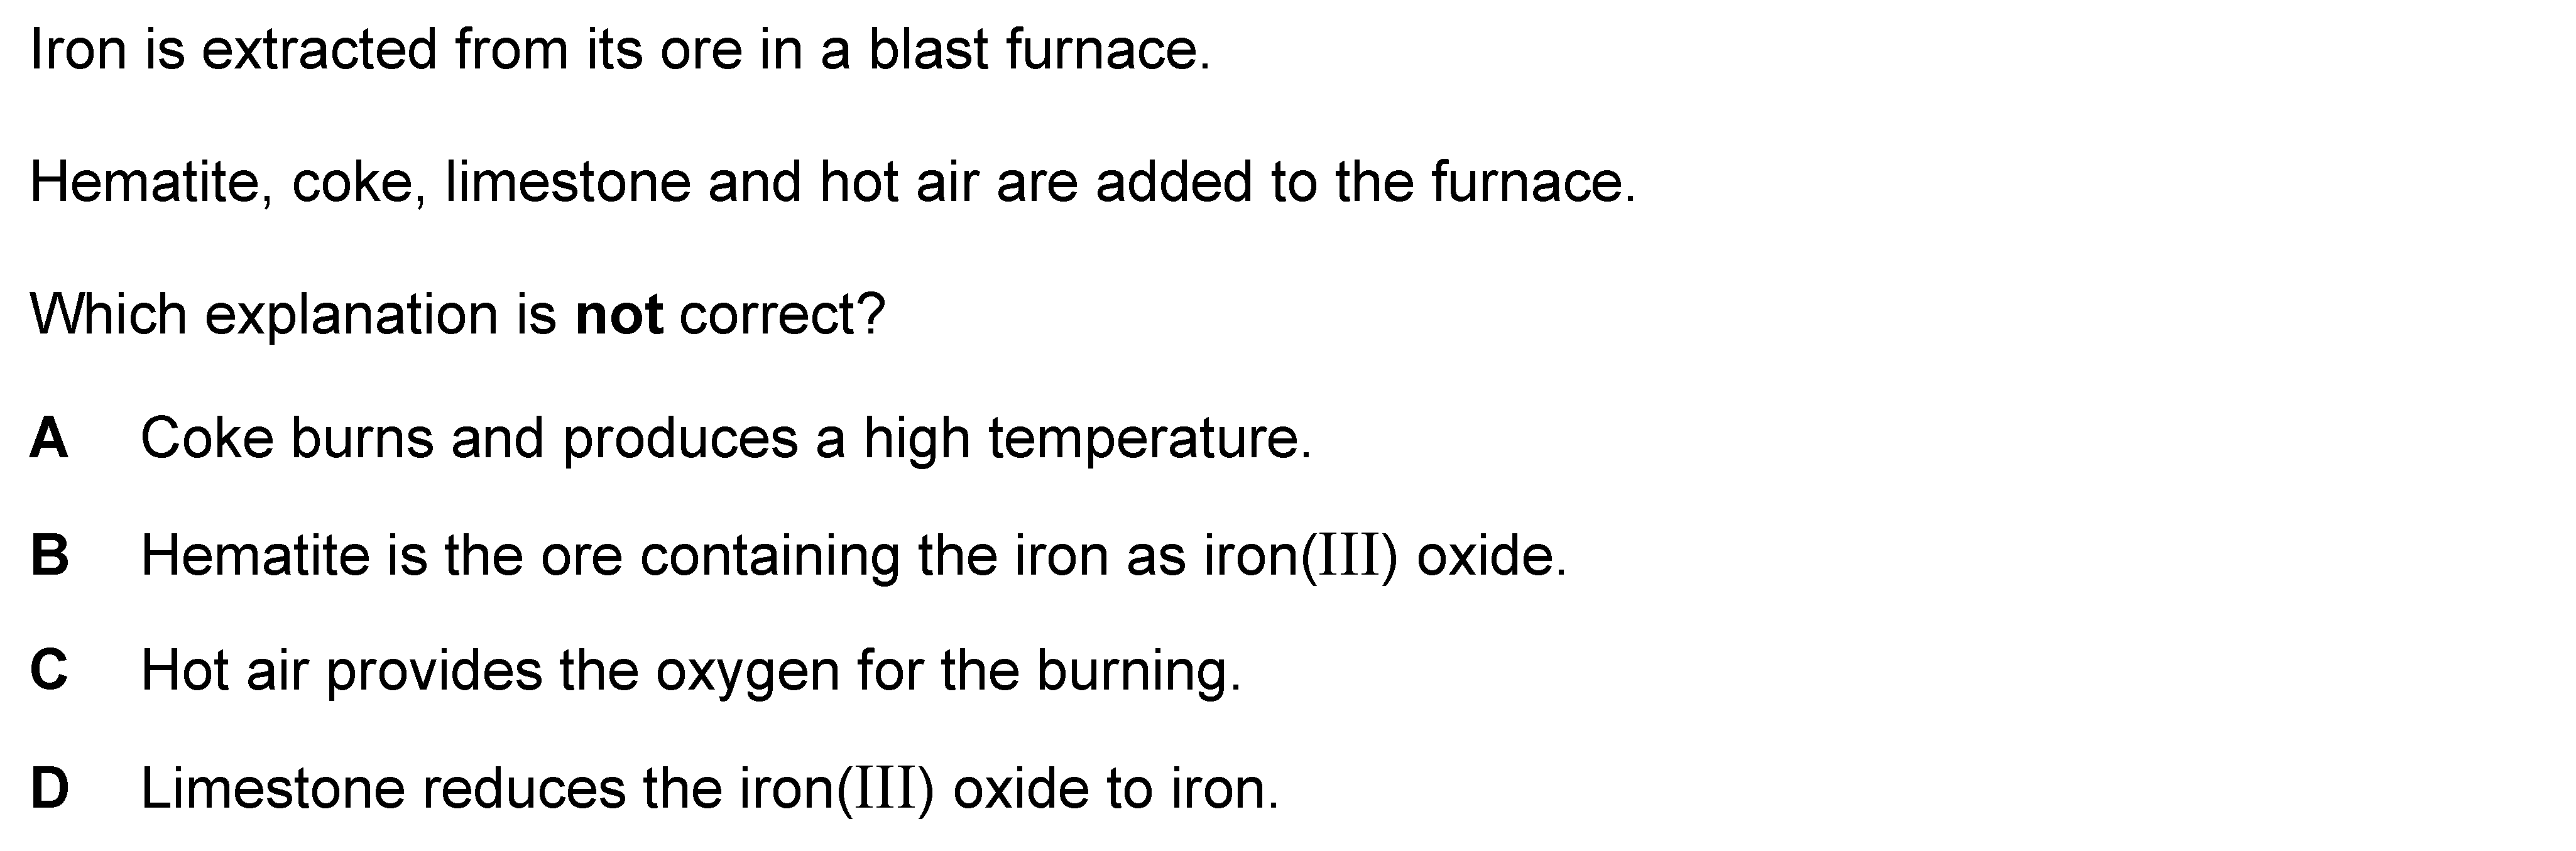 Iron is extracted from its ore in a blast furnace.
Hematite, coke, limestone and hot air are added to the furnace.
Which explanation is not correct?
A Coke burns and produces a high temperature.
B Hematite is the ore containing the iron as iron(III) oxide.
C Hot air provides the oxygen for the burning.
D Limestone reduces the iron(III) oxide to iron.